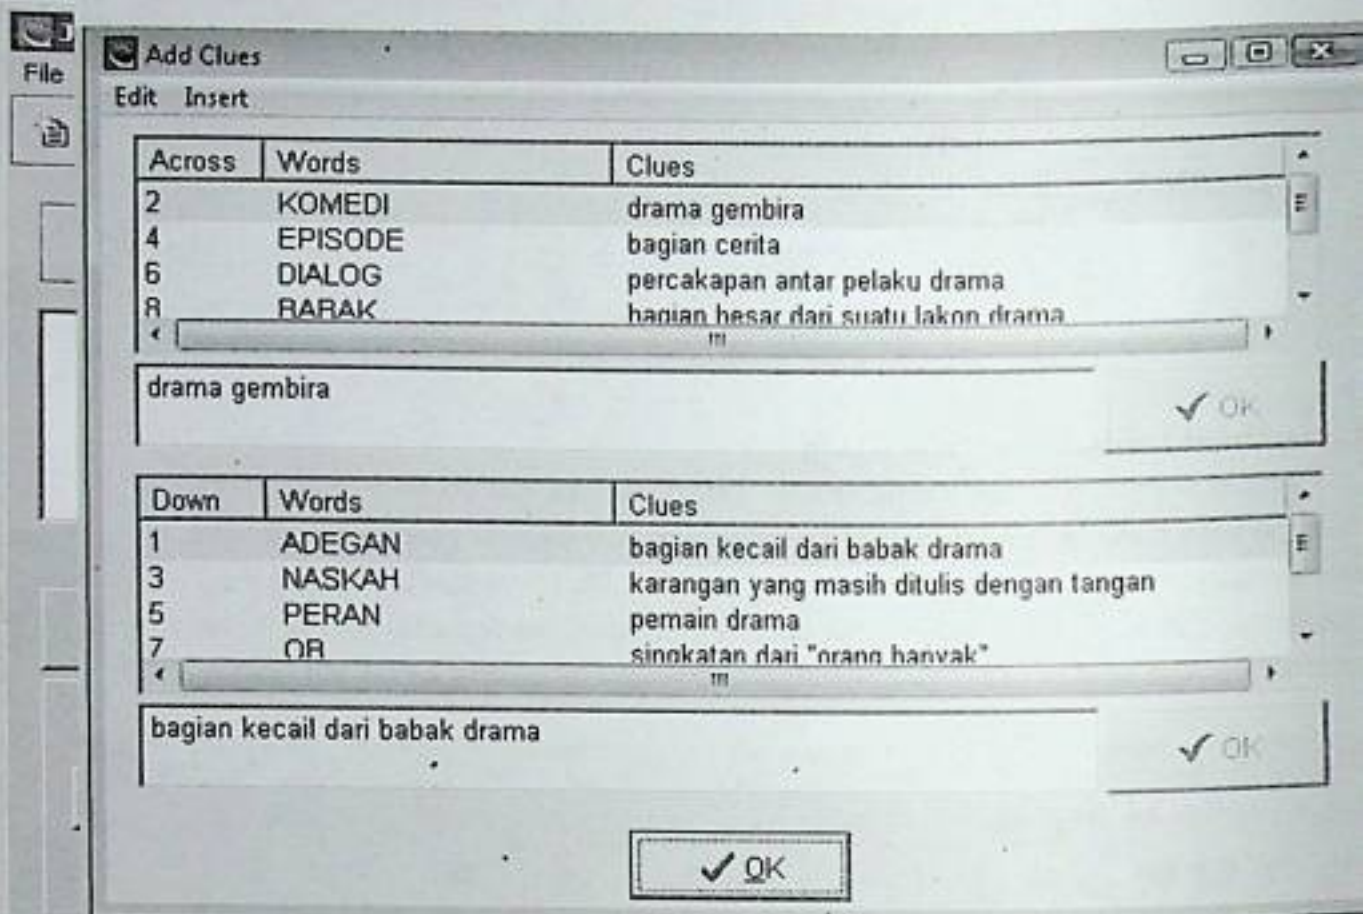 File
Add Clues
Edit Insert
Across Words Clues
2 KOMEDI drama gembira
4 EPISODE bagian cerita
6 DIALOG percakapan antar pelaku drama
8 BABAK bagian besar dari suatu lakon drama
drama gembira
OK
Down Words Clues
1 ADEGAN bagian kecail dari babak drama
3 NASKAH karangan yang masih ditulis dengan tangan
5 PERAN pemain drama
7 singkatan dari "orang banyak"
bagian kecail dari babak drama
OK
OK